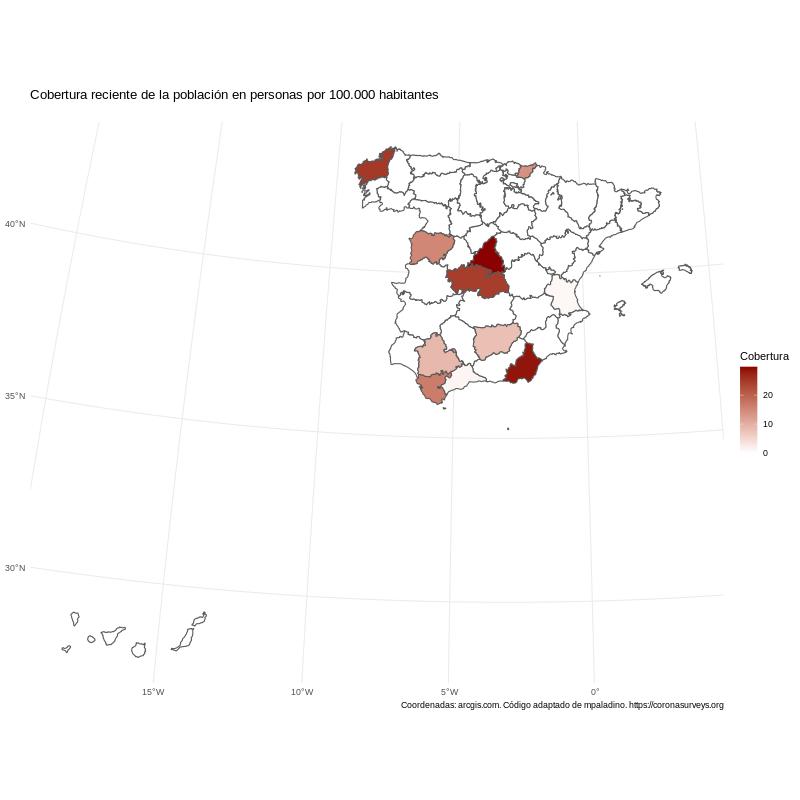 Cobertura reciente de la población en personas por 100.000 habitantes
40°N
35°N
30°N
15°W
10°W
5°W
0°
Cobertura
20
10
0
Coordenadas: arcgis.com. Código adaptado de mpaladino. https://coronasurveys.org